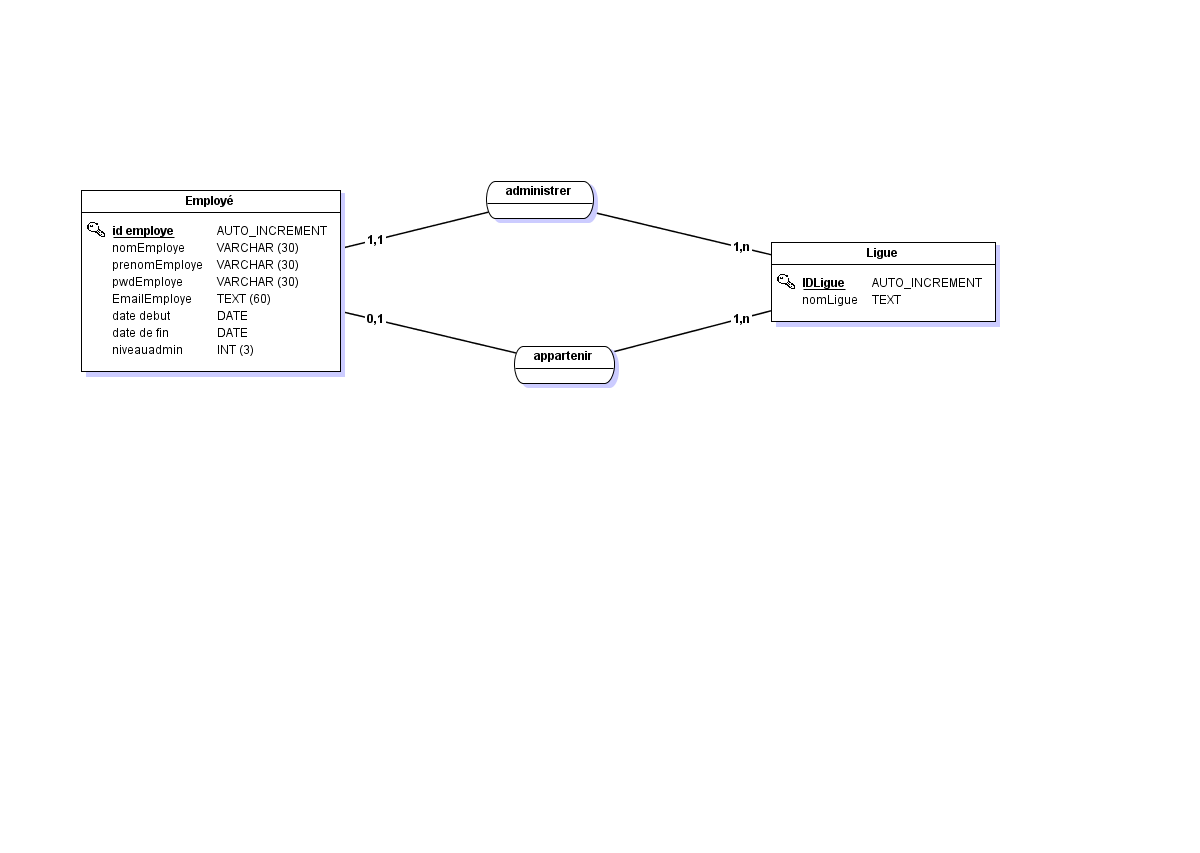 administrer
Employé
id employe AUTO_INCREMENT
nomEmploye VARCHAR (30)
prenomEmploye VARCHAR (30)
pwdEmploye VARCHAR (30)
EmailEmploye TEXT (60)
date debut DATE
date de fin DATE
niveauadmin INT (3)
1,1
1,n
Ligue
IDLigue AUTO_INCREMENT
nomLigue TEXT
0,1
1,n
appartenir